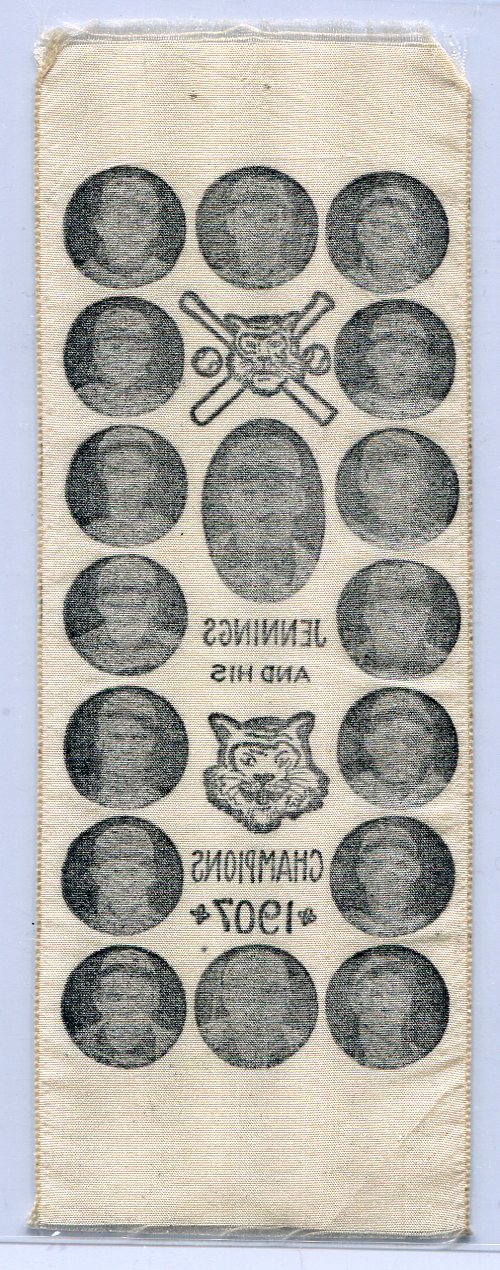 JENNINGS
AND HIS
CHAMPIONS
1907